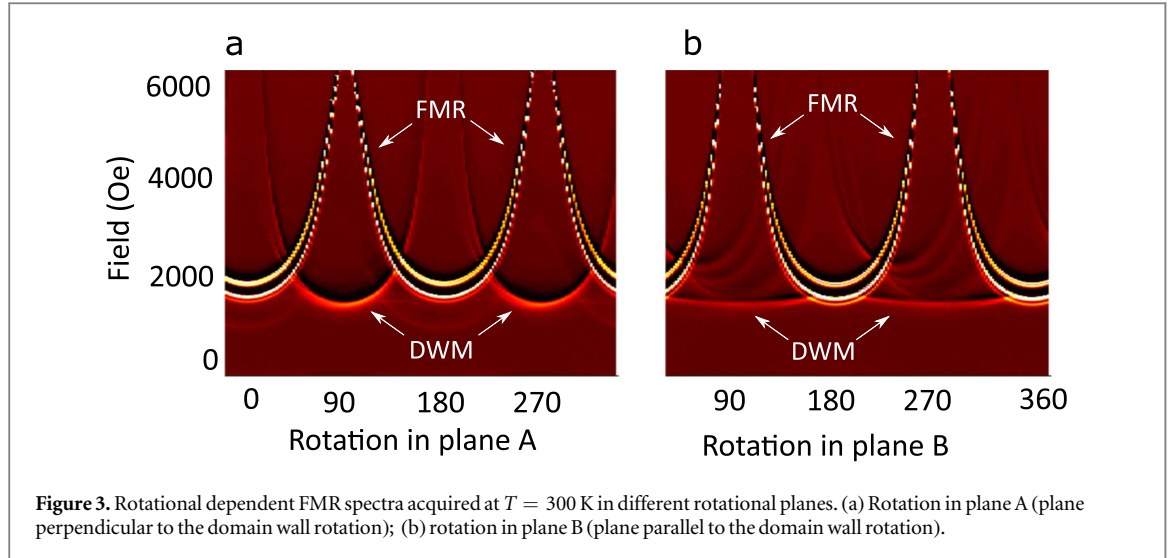 a
b
6000
4000
2000
0
Field (Oe)
FMR
DWM
0 90 180 270
Rotation in plane A
FMR
DWM
90 180 270 360
Rotation in plane B
Figure 3. Rotational dependent FMR spectra acquired at T = 300 K in different rotational planes. (a) Rotation in plane A (plane
perpendicular to the domain wall rotation); (b) rotation in plane B (plane parallel to the domain wall rotation).